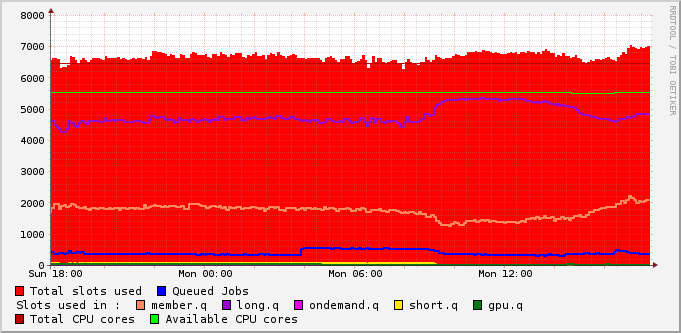 8000
7000
6000
5000
4000
3000
2000
1000
0
Sun 18:00 Mon 00:00 Mon 06:00 Mon 12:00
Total slots used Queued Jobs
Slots used in : member.q long.q ondemand.q short.q gpu.q
Total CPU cores Available CPU cores
RRDTOOL / TOBI OETIKER